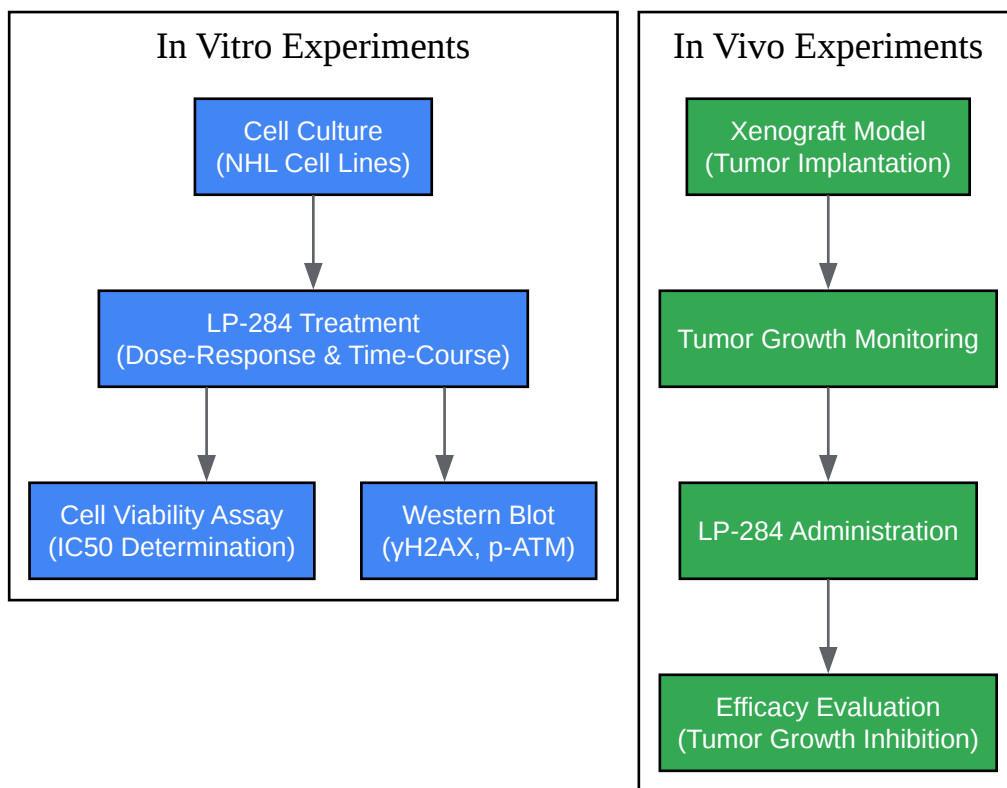 In Vitro Experiments
Cell Culture
(NHL Cell Lines)
LP-284 Treatment
(Dose-Response & Time-Course)
Cell Viability Assay
(IC50 Determination)
Western Blot
(γH2AX, p-ATM)
In Vivo Experiments
Xenograft Model
(Tumor Implantation)
Tumor Growth Monitoring
LP-284 Administration
Efficacy Evaluation
(Tumor Growth Inhibition)